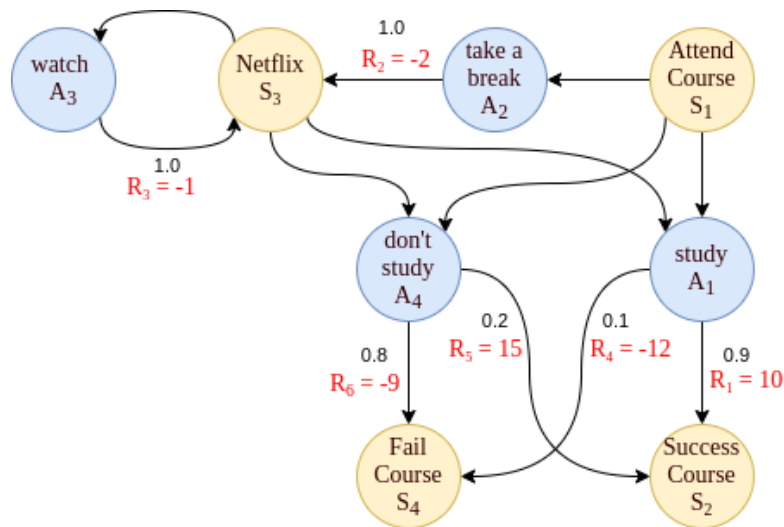 watch
A₃
Netflix
S₃
1.0
R₂ = -2
take a
break
A₂
Attend
Course
S₁
1.0
R₃ = -1
don't
study
A₄
study
A₁
0.8
R₆ = -9
0.2
R₅ = 15
0.1
R₄ = -12
0.9
R₁ = 10
Fail
Course
S₄
Success
Course
S₂